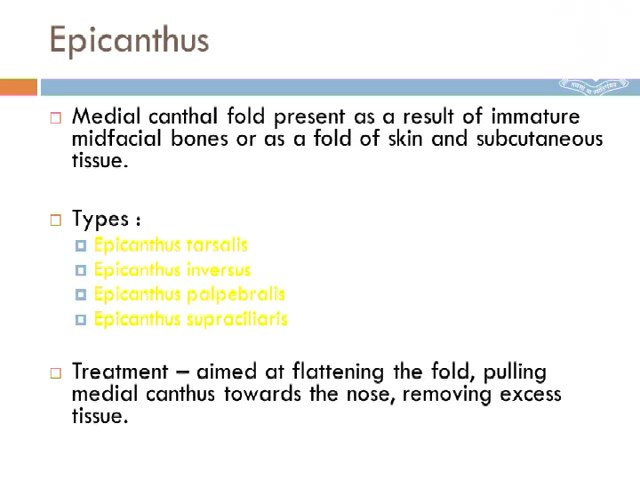 Epicanthus
Medial canthal fold present as a result of immature
midfacial bones or as a fold of skin and subcutaneous
tissue.
Types :
Epicanthus tarsalis
Epicanthus inversus
Epicanthus palpebralis
Epicanthus supraciliaris
Treatment – aimed at flattening the fold, pulling
medial canthus towards the nose, removing excess
tissue.